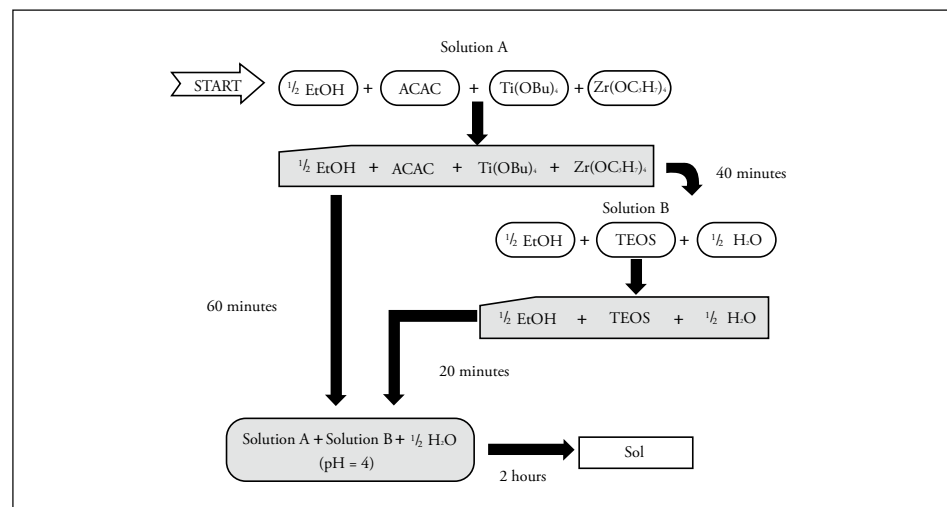 Solution A
START
½ EtOH + ACAC + Ti(OBu)₄ + Zr(OC₃H₇)₄
½ EtOH + ACAC + Ti(OBu)₄ + Zr(OC₃H₇)₄
40 minutes
Solution B
½ EtOH + TEOS + ½ H₂O
60 minutes
½ EtOH + TEOS + ½ H₂O
20 minutes
Solution A + Solution B + ½ H₂O
(pH = 4)
Sol
2 hours